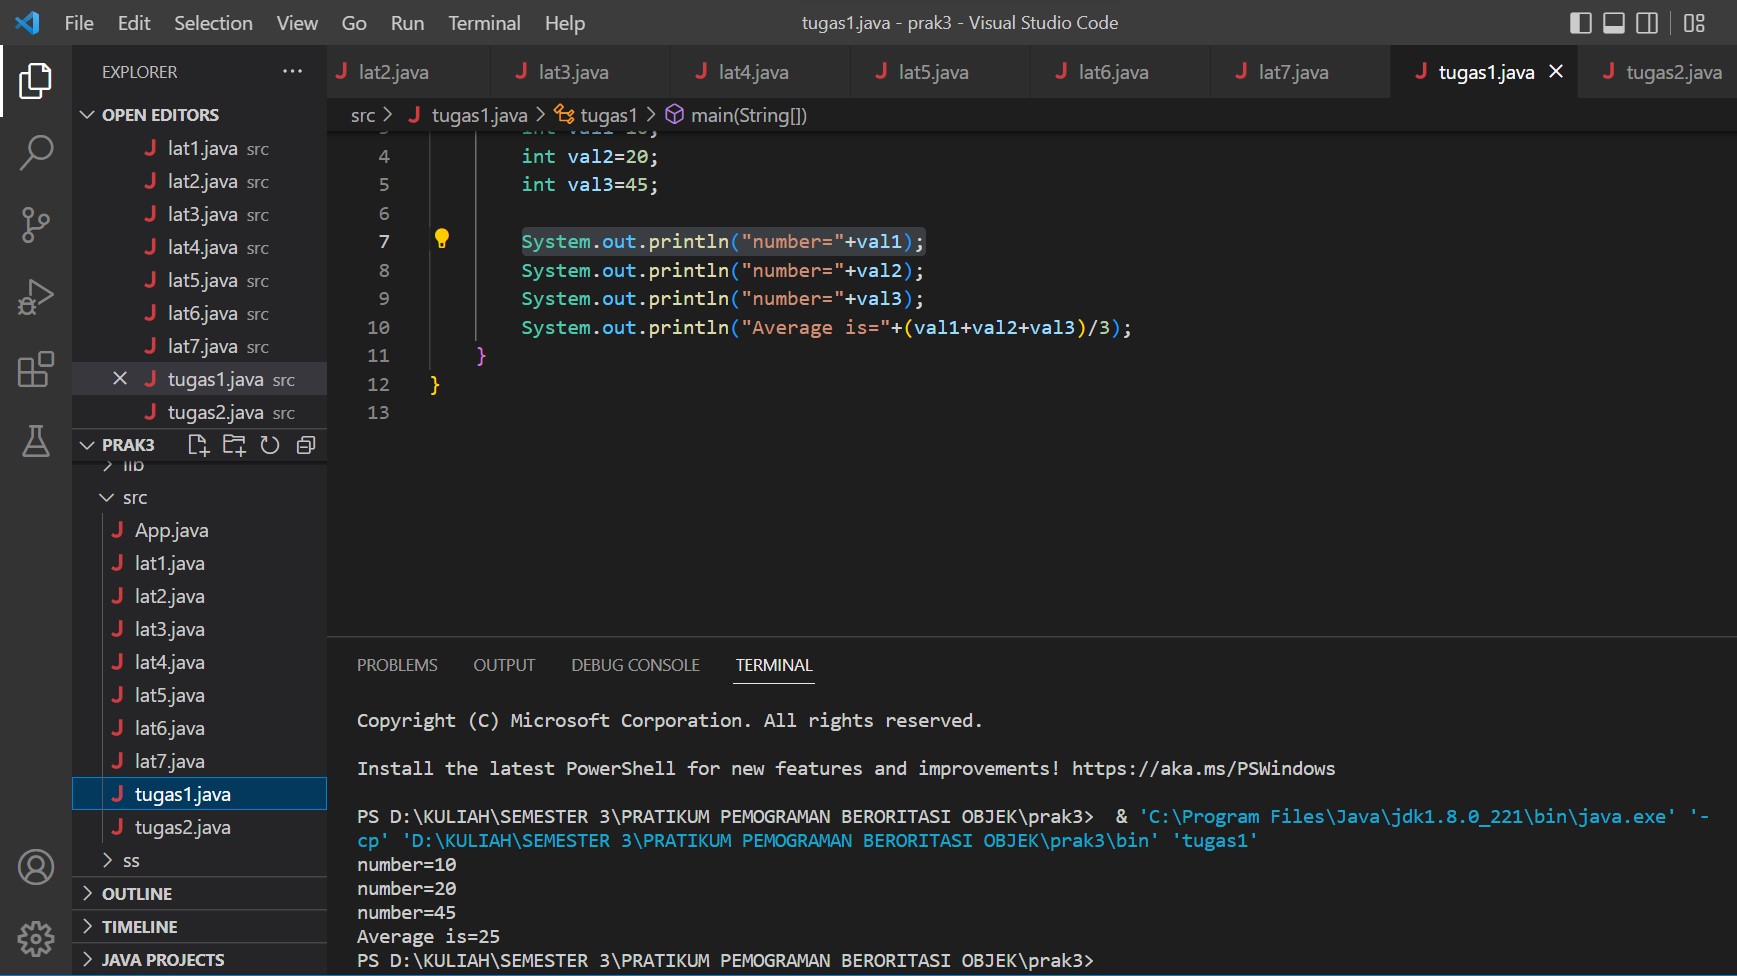 File Edit Selection View Go Run Terminal Help tugas1.java - prak3 - Visual Studio Code
EXPLORER
OPEN EDITORS
lat1.java src
lat2.java src
lat3.java src
lat4.java src
lat5.java src
lat6.java src
lat7.java src
tugas1.java src
tugas2.java src
PRAK3
lib
src
App.java
lat1.java
lat2.java
lat3.java
lat4.java
lat5.java
lat6.java
lat7.java
tugas1.java
tugas2.java
ss
OUTLINE
TIMELINE
JAVA PROJECTS
lat2.java lat3.java lat4.java lat5.java lat6.java lat7.java tugas1.java tugas2.java
src > tugas1.java > tugas1 > main(String[])
4 int val2=20;
5 int val3=45;
6
7 System.out.println("number="+val1);
8 System.out.println("number="+val2);
9 System.out.println("number="+val3);
10 System.out.println("Average is="+(val1+val2+val3)/3);
11 }
12 }
13
PROBLEMS OUTPUT DEBUG CONSOLE TERMINAL
Copyright (C) Microsoft Corporation. All rights reserved.
Install the latest PowerShell for new features and improvements! https://aka.ms/PSWindows
PS D:\KULIAH\SEMESTER 3\PRATIKUM PEMOGRAMAN BERORITASI OBJEK\prak3> & 'C:\Program Files\Java\jdk1.8.0_221\bin\java.exe' '-
cp' 'D:\KULIAH\SEMESTER 3\PRATIKUM PEMOGRAMAN BERORITASI OBJEK\prak3\bin' 'tugas1'
number=10
number=20
number=45
Average is=25
PS D:\KULIAH\SEMESTER 3\PRATIKUM PEMOGRAMAN BERORITASI OBJEK\prak3>